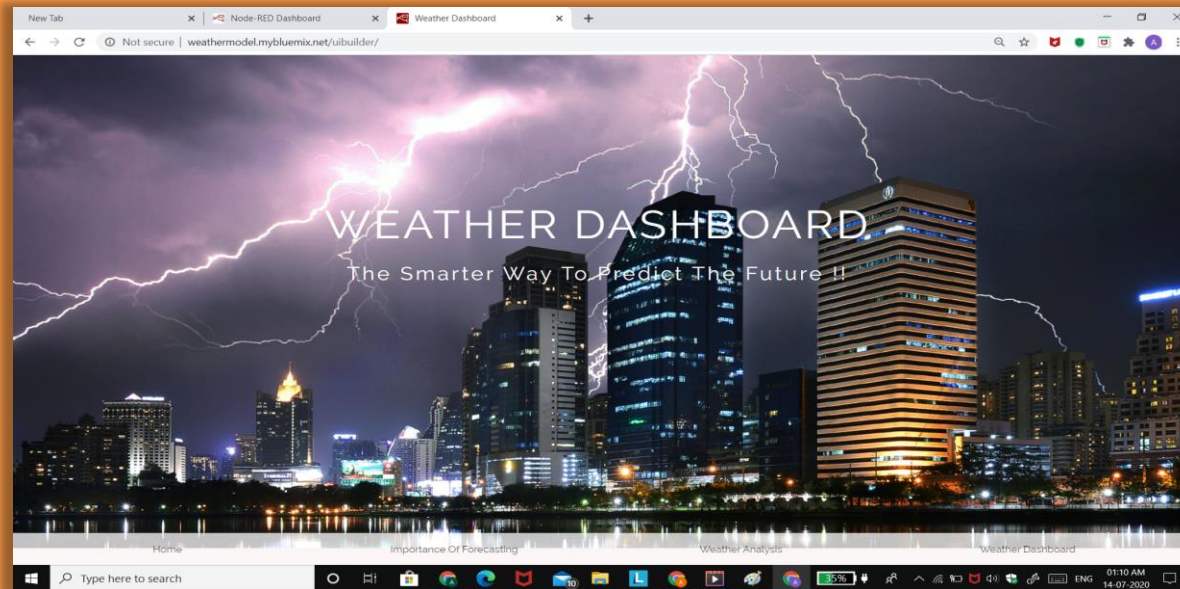 New Tab
Node-RED Dashboard
Weather Dashboard
Not secure | weathermodel.mybluemix.net/uibuilder/
A
WEATHER DASHBOARD
The Smarter Way To Predict The Future !!
Home
Importance Of Forecasting
Weather Analysis
Weather Dashboard
Type here to search
10
L
35%
ENG
01:10 AM
14-07-2020